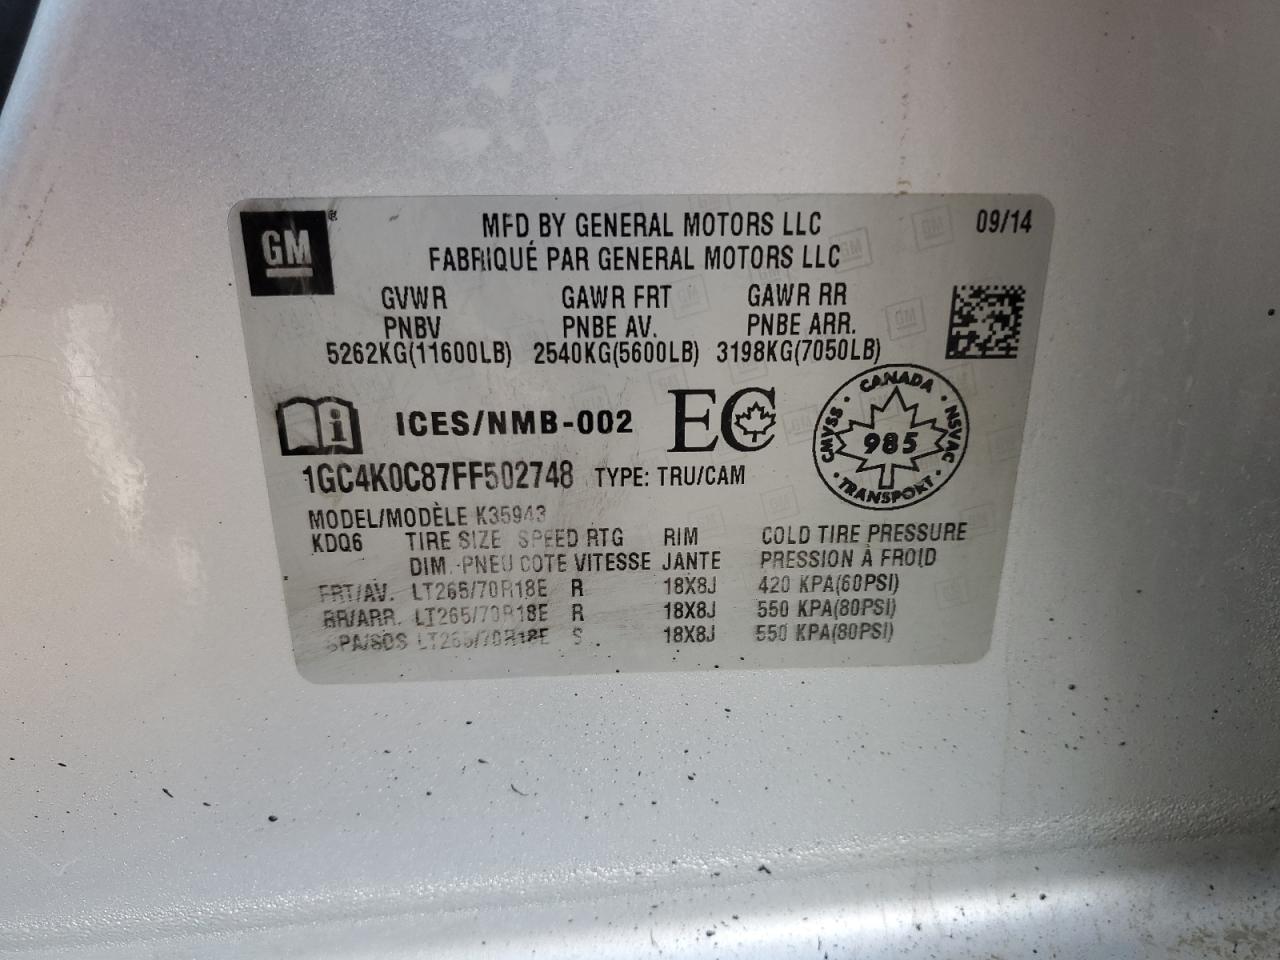 GM
MFD BY GENERAL MOTORS LLC
09/14
FABRIQUÉ PAR GENERAL MOTORS LLC
GVWR GAWR FRT GAWR RR
PNBV PNBE AV. PNBE ARR.
5262KG(11600LB) 2540KG(5600LB) 3198KG(7050LB)
i ICES/NMB-002 EC
CANADA
CMVSS 985 NSVAC
TRANSPORT
1GC4K0C87FF502748 TYPE: TRU/CAM
MODEL/MODÈLE K35943
KDQ6 TIRE SIZE SPEED RTG RIM COLD TIRE PRESSURE
DIM. PNEU COTE VITESSE JANTE PRESSION À FROID
FRT/AV. LT265/70R18E R 18X8J 420 KPA(60PSI)
RR/ARR. LT265/70R18E R 18X8J 550 KPA(80PSI)
SPA/SOS LT265/70R18E S 18X8J 550 KPA(80PSI)